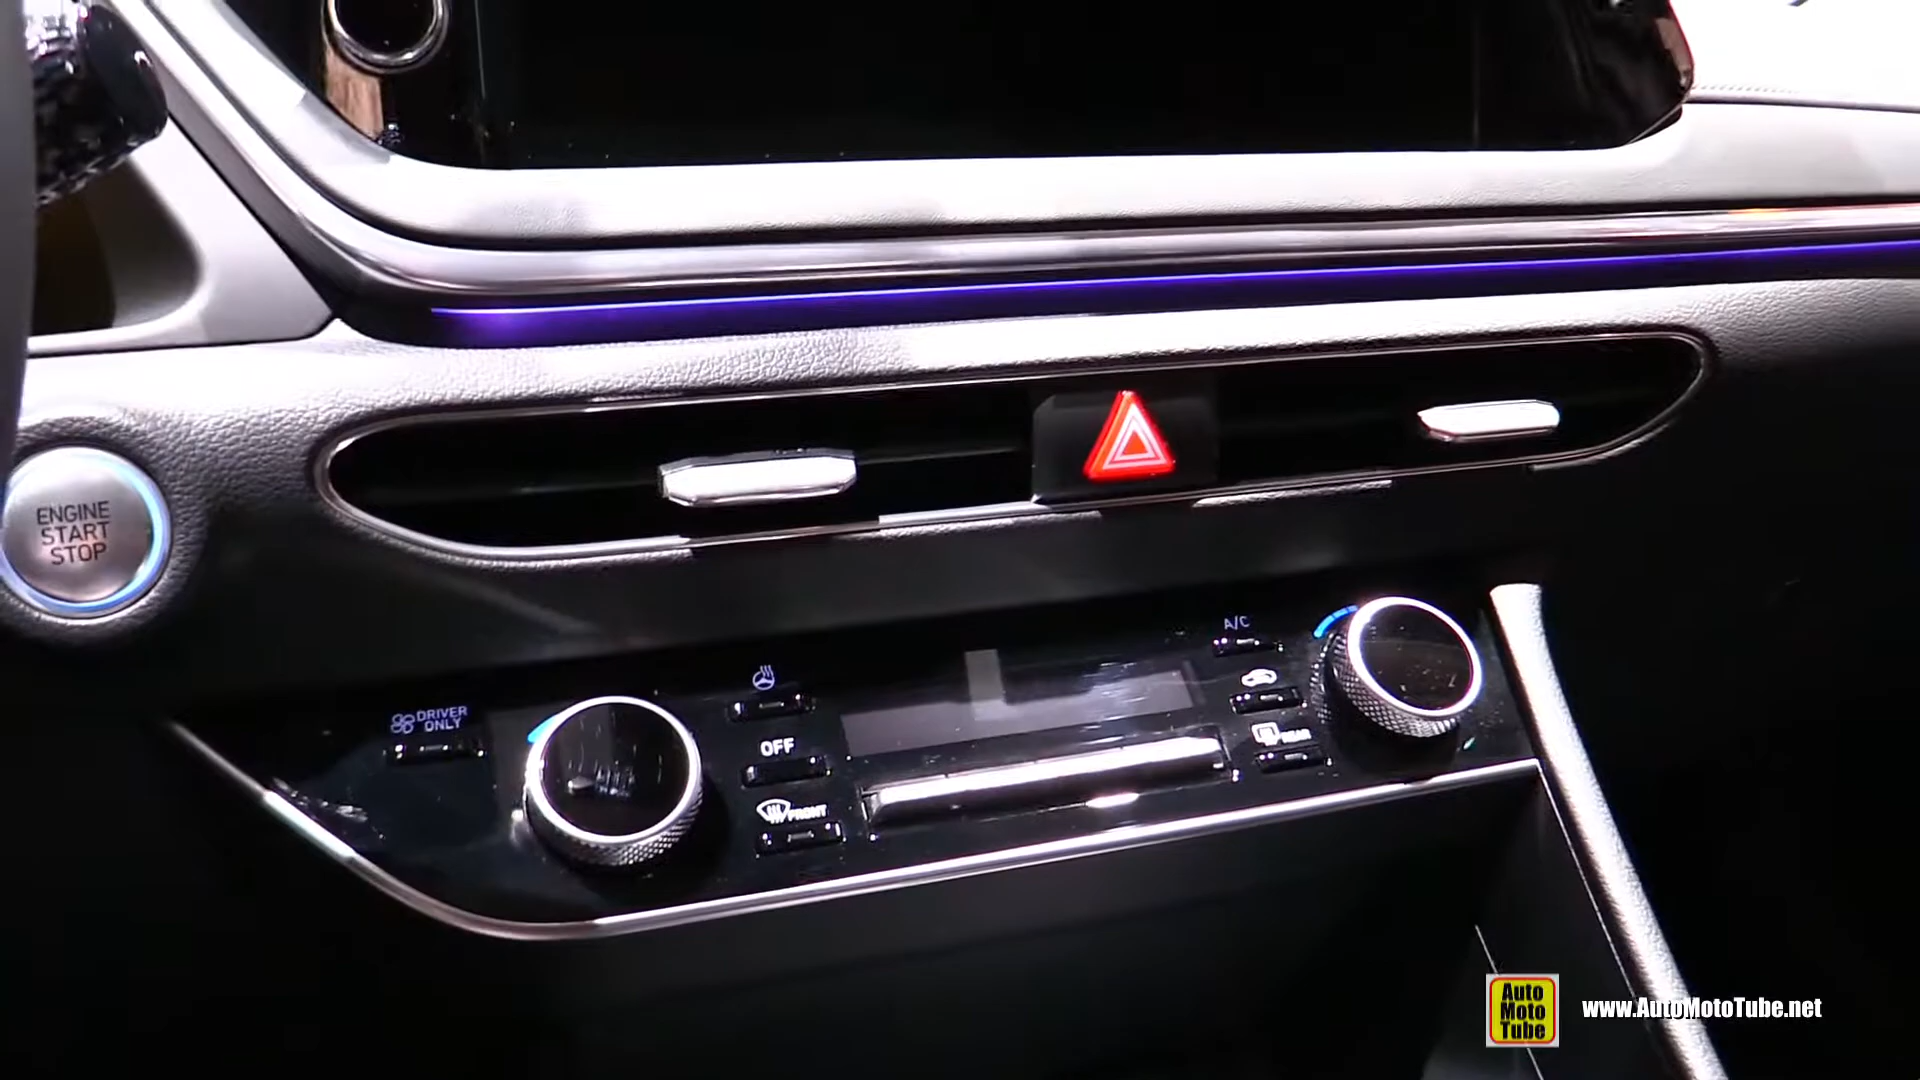 ENGINE
START
STOP
DRIVER
ONLY
OFF
FRONT
A/C
REAR
Auto
Moto
Tube
www.AutoMotoTube.net